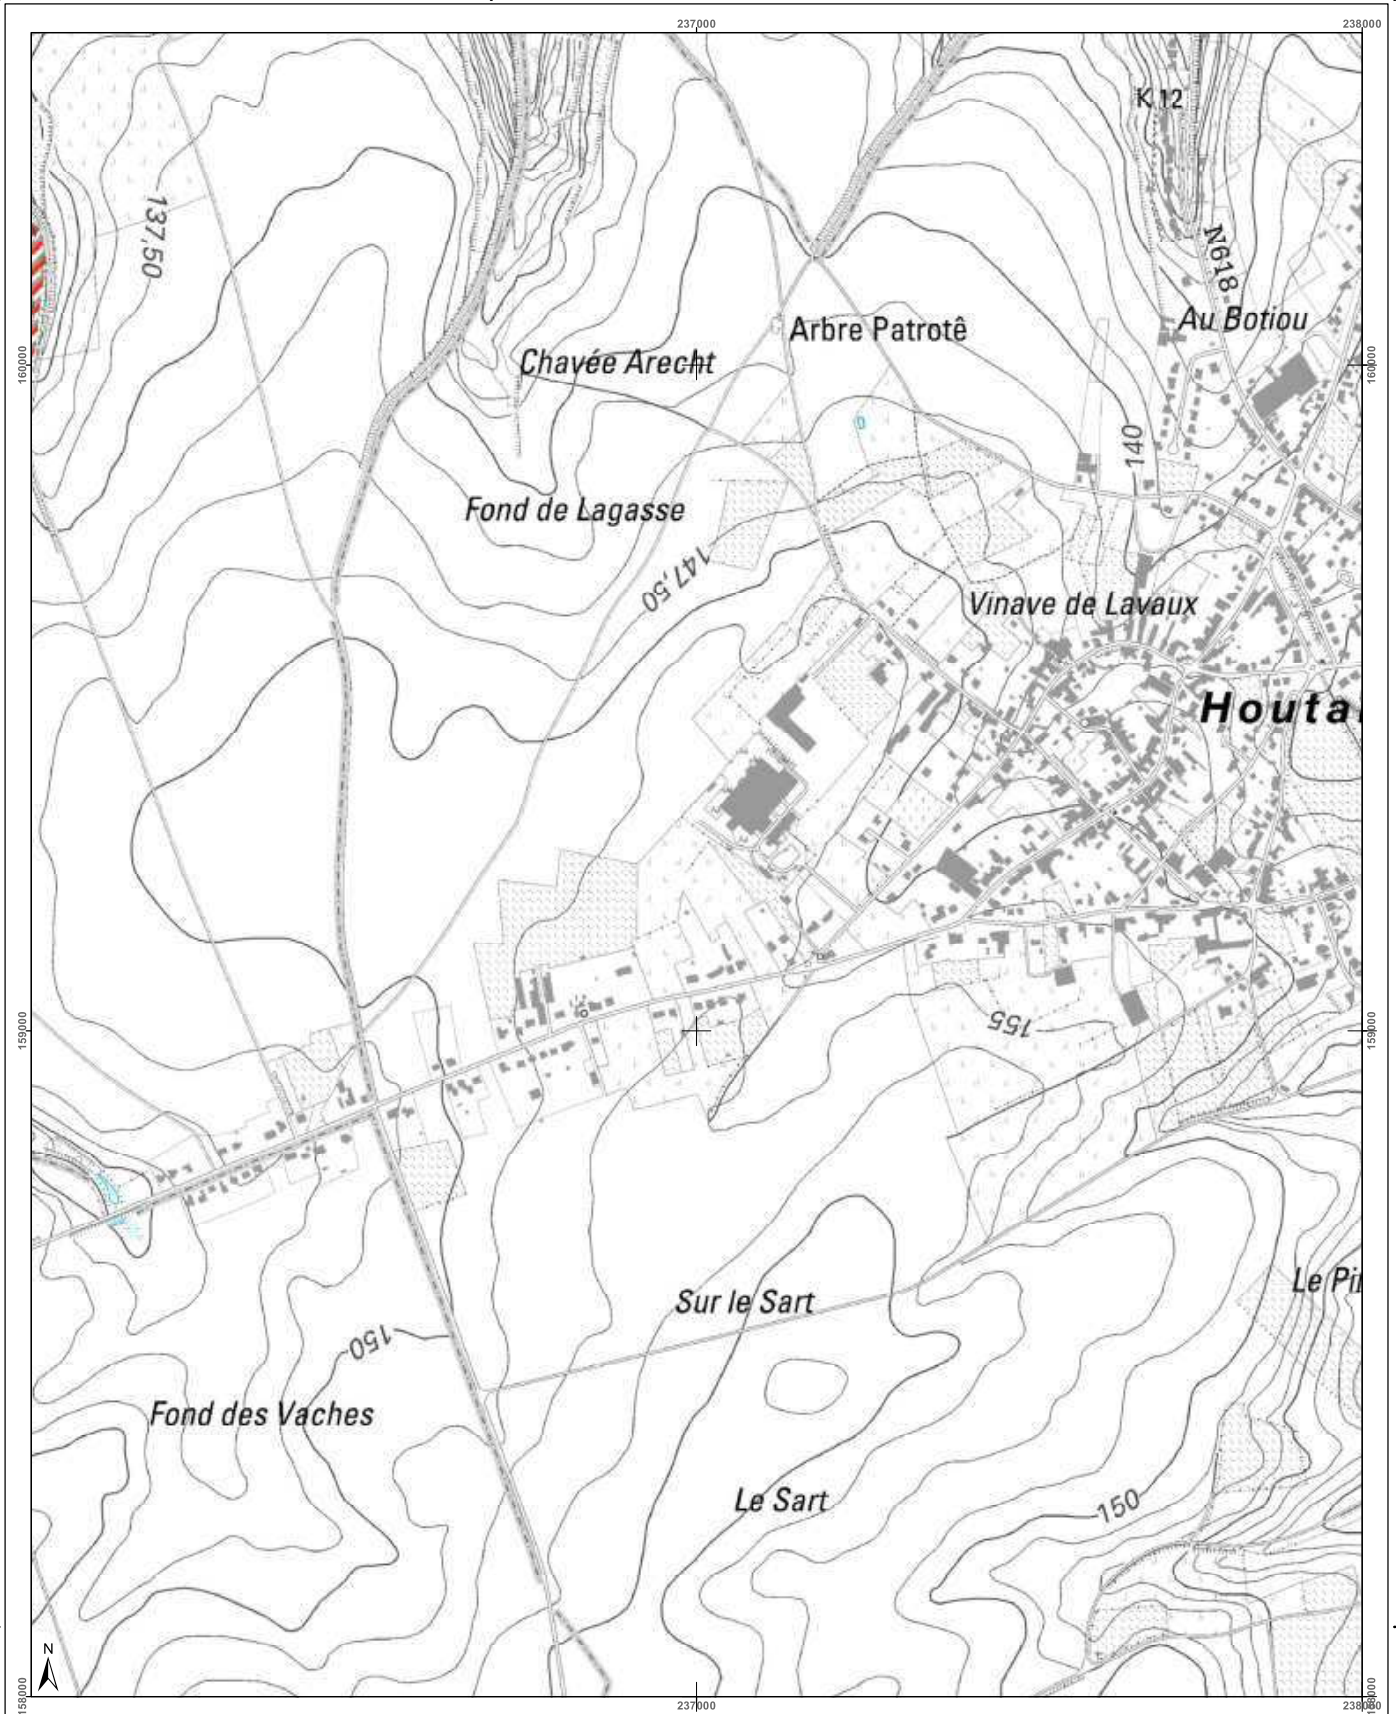 237000
238000
K 12
137,50
N618
Au Botiou
Arbre Patrotê
160000
Chavée Arecht
160000
140
Fond de Lagasse
147,50
Vinave de Lavaux
Houta
155
159000
159000
Le Pi
Sur le Sart
150
Fond des Vaches
Le Sart
150
N
158000
237000
238000